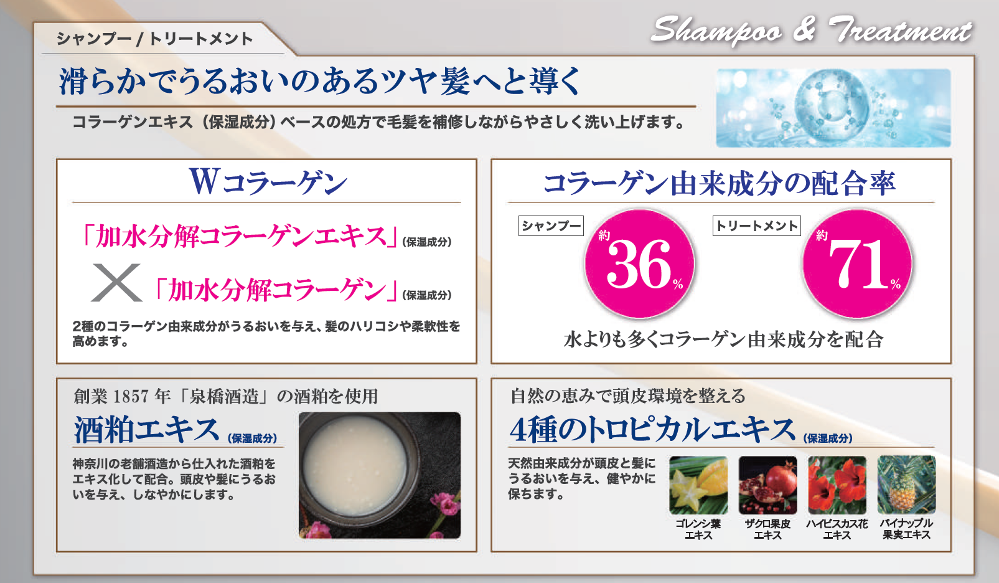 シャンプー / トリートメント
Shampoo & Treatment
滑らかでうるおいのあるツヤ髪へと導く
コラーゲンエキス（保湿成分）ベースの処方で毛髪を補修しながらやさしく洗い上げます。
Wコラーゲン
「加水分解コラーゲンエキス」（保湿成分）
×
「加水分解コラーゲン」（保湿成分）
2種のコラーゲン由来成分がうるおいを与え、髪のハリコシや柔軟性を
高めます。
コラーゲン由来成分の配合率
シャンプー
約36%
トリートメント
約71%
水よりも多くコラーゲン由来成分を配合
創業 1857 年「泉橋酒造」の酒粕を使用
酒粕エキス（保湿成分）
神奈川の老舗酒造から仕入れた酒粕を
エキス化して配合。頭皮や髪にうるお
いを与え、しなやかにします。
自然の恵みで頭皮環境を整える
4種のトロピカルエキス（保湿成分）
天然由来成分が頭皮と髪に
うるおいを与え、健やかに
保ちます。
ゴレンシ葉
エキス
ザクロ果皮
エキス
ハイビスカス花
エキス
パイナップル
果実エキス